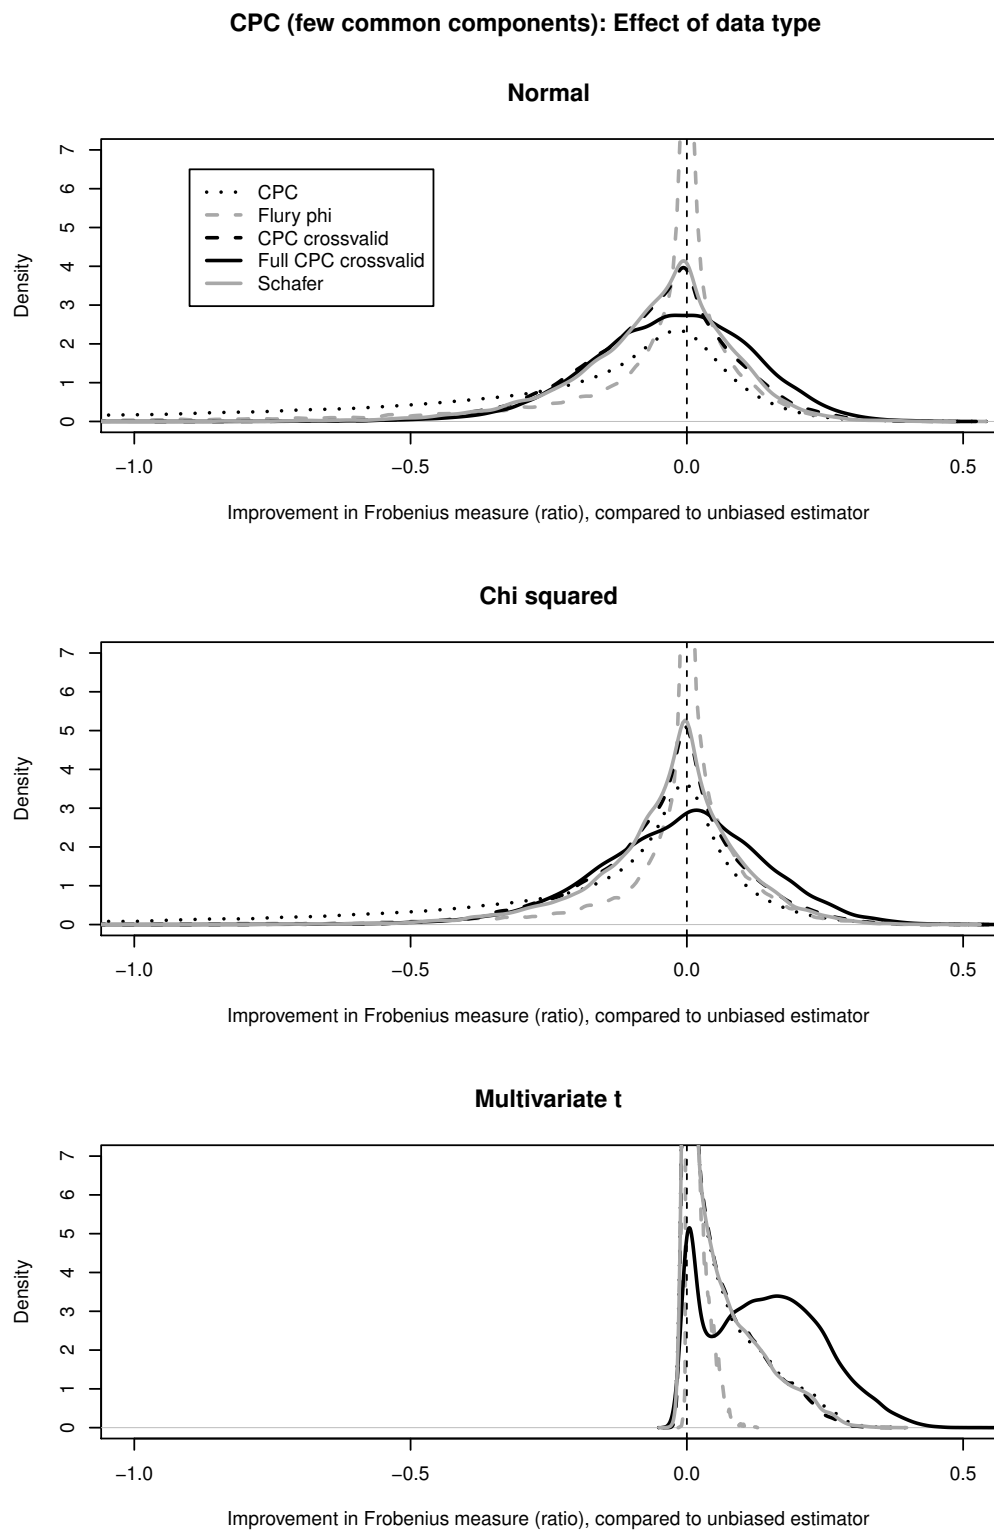 CPC (few common components): Effect of data type
Normal
7
6
5
4
3
2
1
0
Density
CPC
Flury phi
CPC crossvalid
Full CPC crossvalid
Schafer
−1.0 −0.5 0.0 0.5
Improvement in Frobenius measure (ratio), compared to unbiased estimator
Chi squared
7
6
5
4
3
2
1
0
Density
−1.0 −0.5 0.0 0.5
Improvement in Frobenius measure (ratio), compared to unbiased estimator
Multivariate t
7
6
5
4
3
2
1
0
Density
−1.0 −0.5 0.0 0.5
Improvement in Frobenius measure (ratio), compared to unbiased estimator